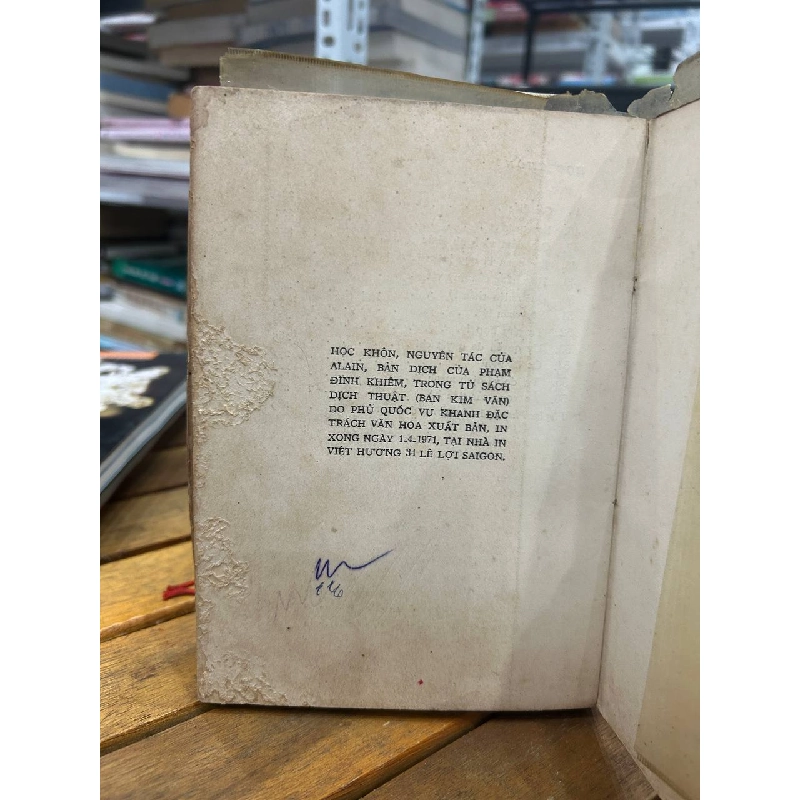 HỌC KHÔN, NGUYÊN TÁC CỦA
ALAIN, BẢN DỊCH CỦA PHẠM
ĐÌNH KHIÊM, TRONG TỦ SÁCH
DỊCH THUẬT (BAN KIM VĂN)
DO PHỦ QUỐC VỤ KHANH ĐẶC
TRÁCH VĂN HÓA XUẤT BẢN, IN
XONG NGÀY 1-4-1971, TẠI NHÀ IN
VIỆT HƯƠNG 34 LÊ LỢI SAIGON.